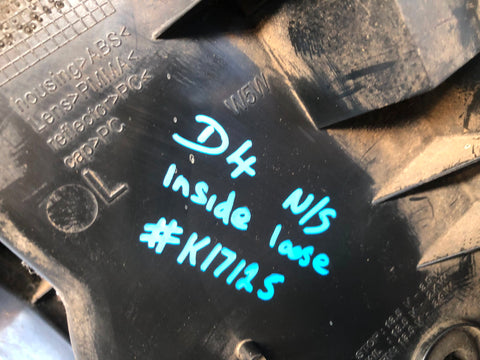 housing>ABS<
Lens>PMMA<
reflector>PC<
cap>PC
W5W
L
D4 N/S
inside loose
#K17125